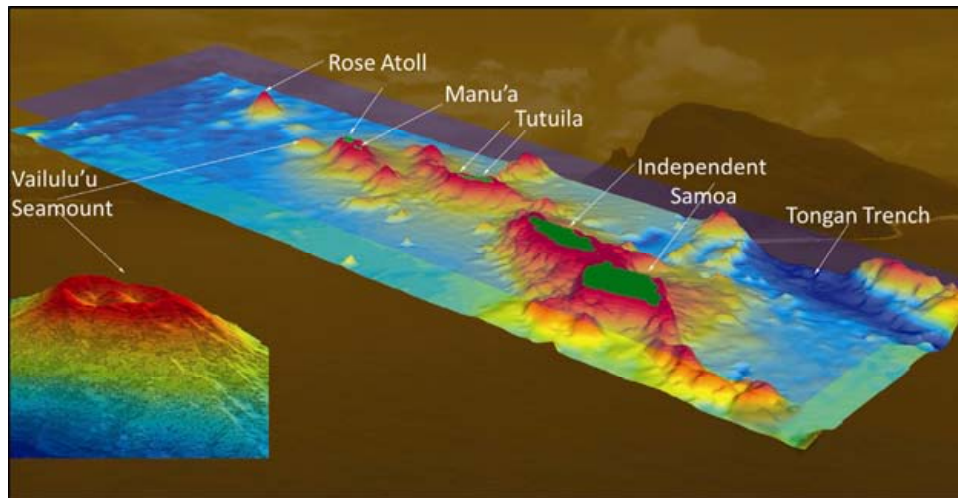 Rose Atoll
Manu'a
Tutuila
Independent
Samoa
Tongan Trench
Vailulu'u
Seamount